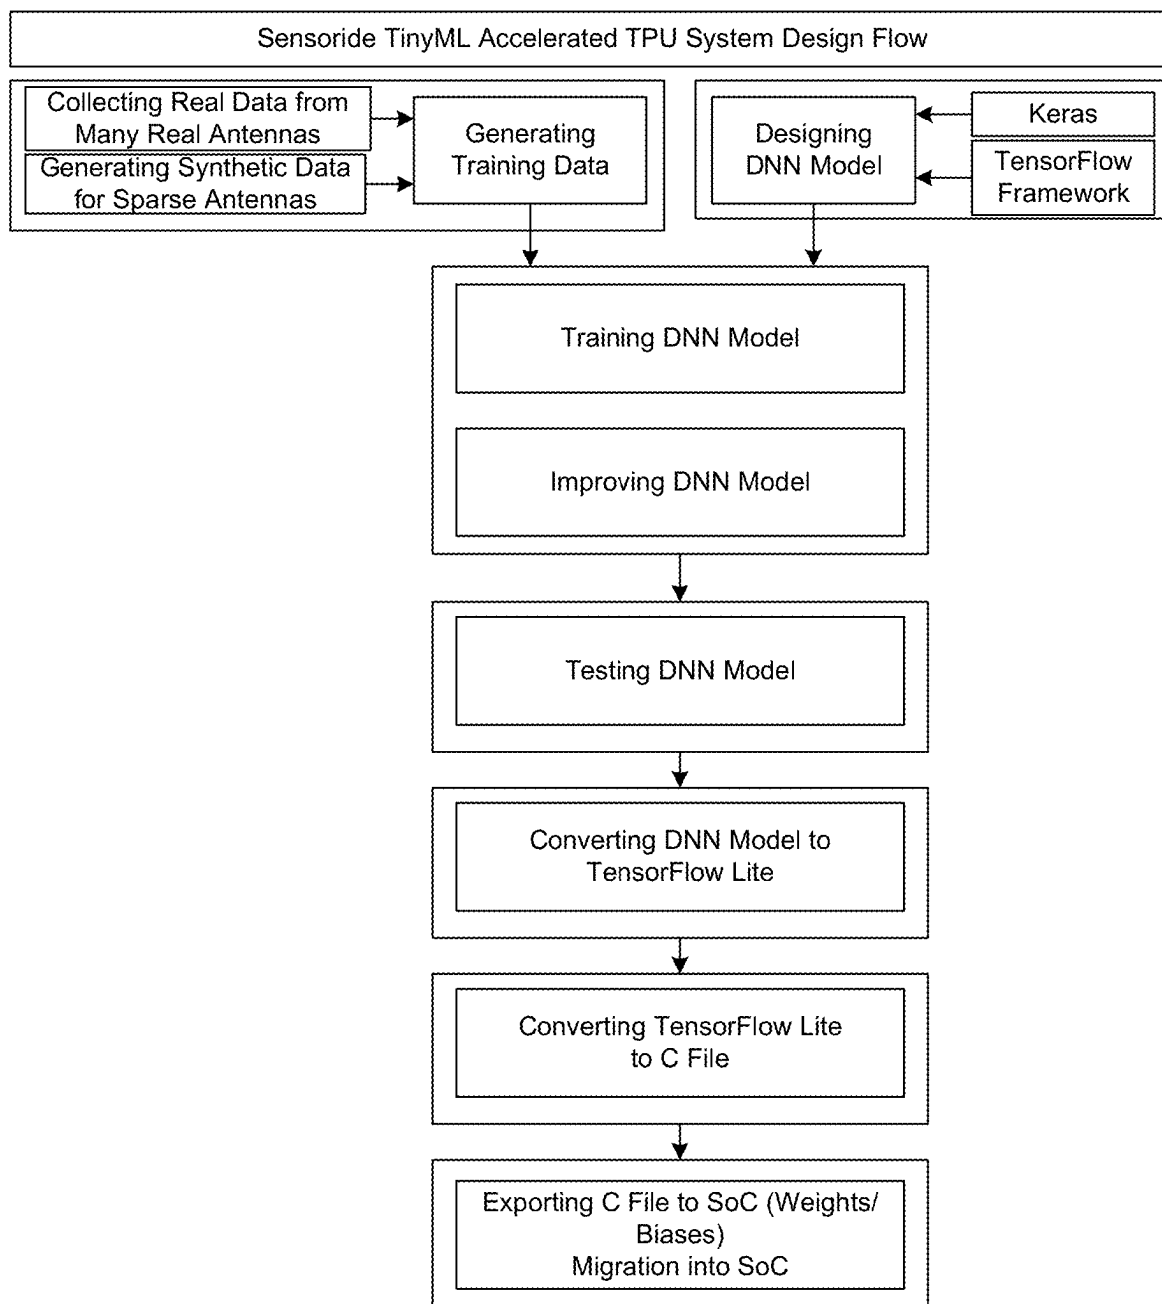 Sensoride TinyML Accelerated TPU System Design Flow
Collecting Real Data from
Many Real Antennas
Generating Synthetic Data
for Sparse Antennas
Generating
Training Data
Designing
DNN Model
Keras
TensorFlow
Framework
Training DNN Model
Improving DNN Model
Testing DNN Model
Converting DNN Model to
TensorFlow Lite
Converting TensorFlow Lite
to C File
Exporting C File to SoC (Weights/
Biases)
Migration into SoC